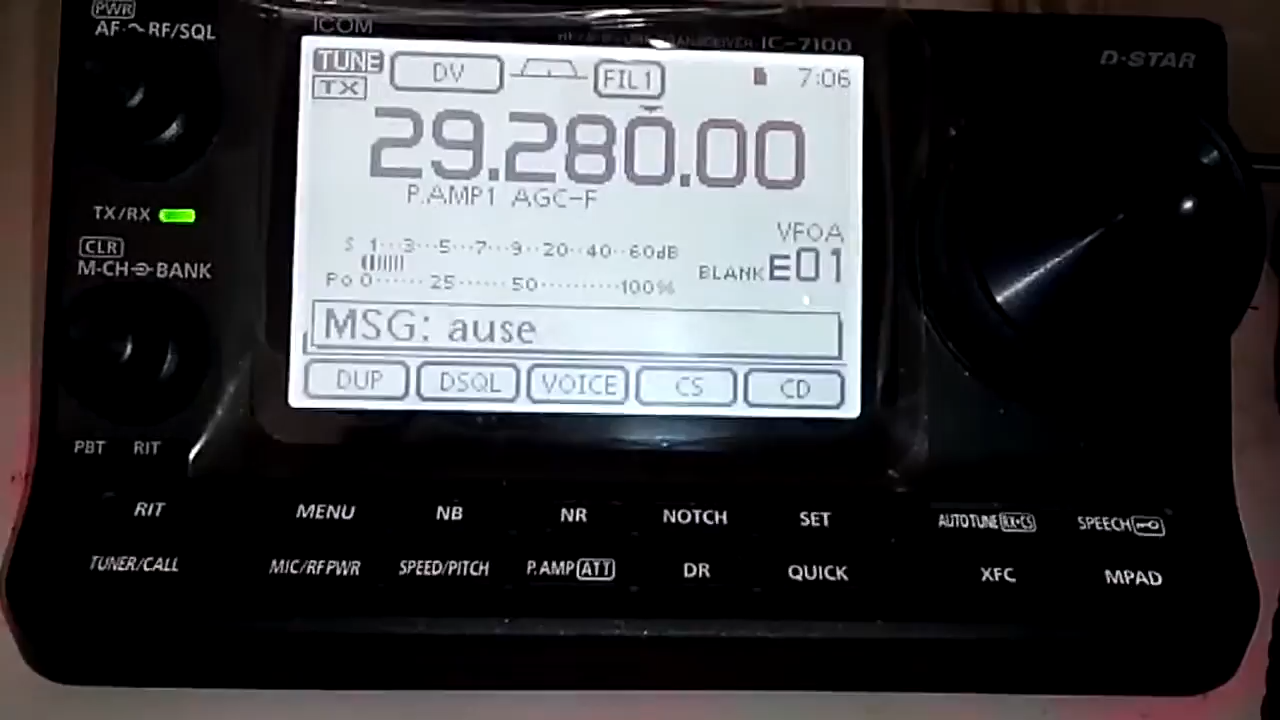 PWR
AF RF/SQL
ICOM
TRANSCEIVER IC-7100
D-STAR
TUNE DV FIL1 7:06
TX
29.280.00
P.AMP1 AGC-F
TX/RX
VFOA
S 1 3 5 7 9 20 40 60dB
BLANK E01
Po 0 25 50 100%
CLR
M-CH BANK
MSG: ause
DUP DSQL VOICE CS CD
PBT RIT
RIT MENU NB NR NOTCH SET AUTOTUNE RX•CS SPEECH
TUNER/CALL MIC/RF PWR SPEED/PITCH P.AMP ATT DR QUICK XFC MPAD